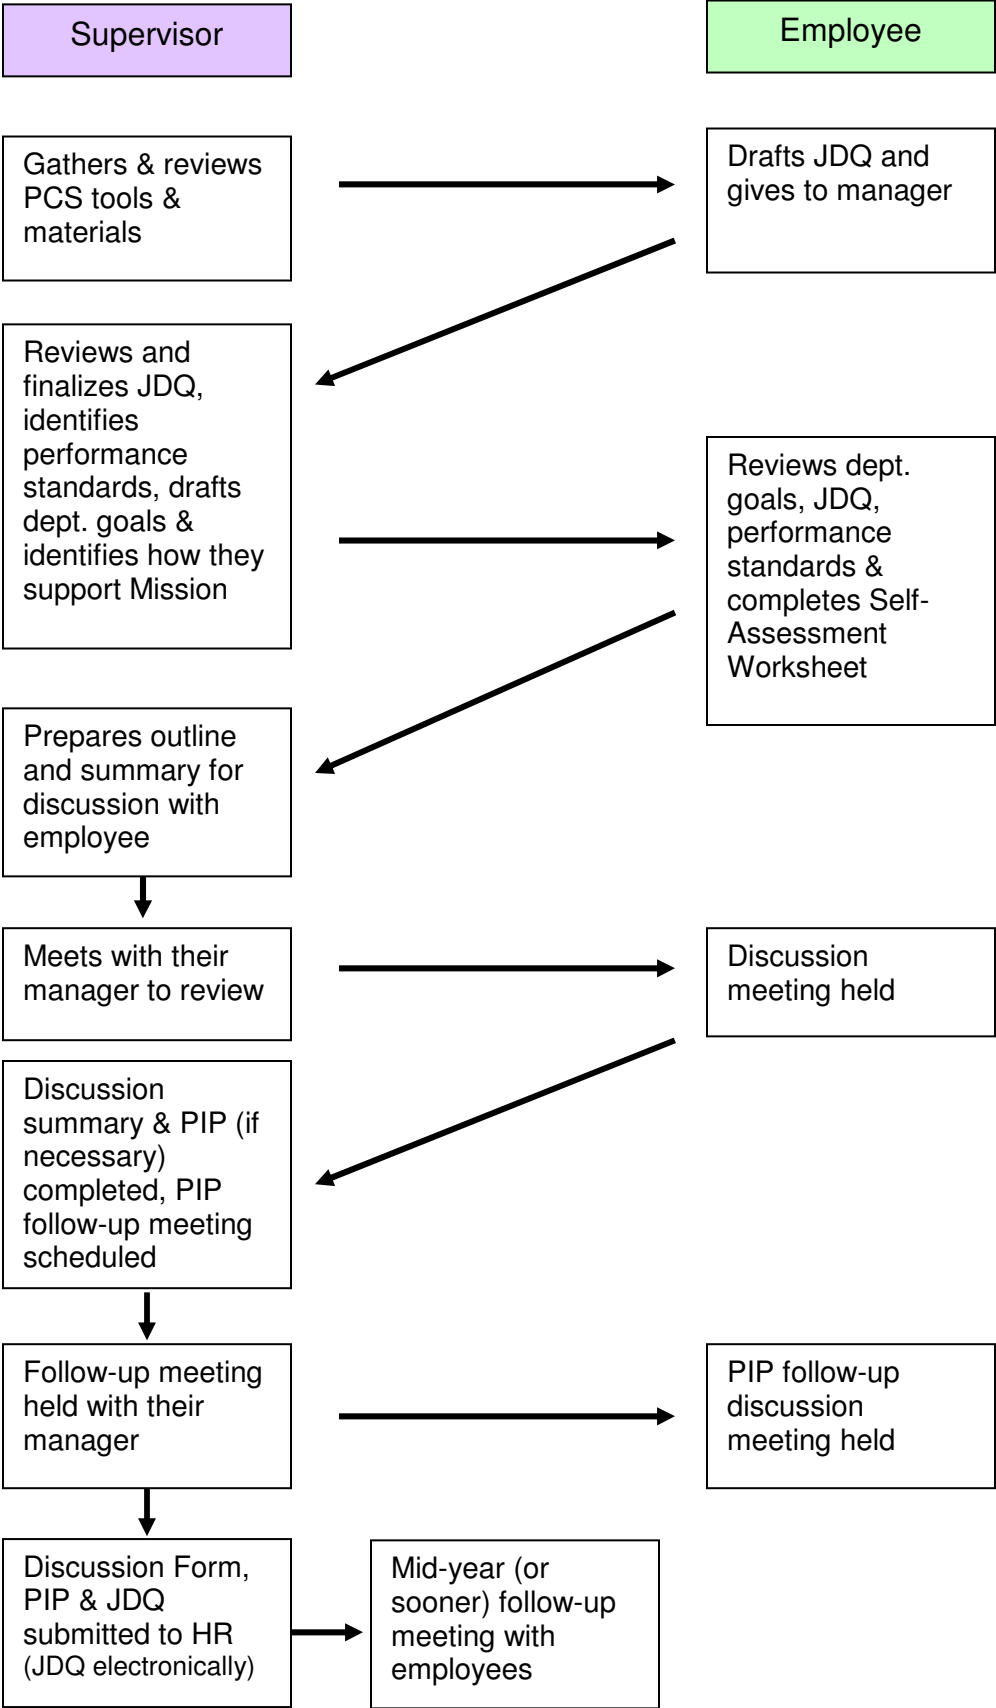 Supervisor
Employee
Gathers & reviews
PCS tools &
materials
Drafts JDQ and
gives to manager
Reviews and
finalizes JDQ,
identifies
performance
standards, drafts
dept. goals &
identifies how they
support Mission
Reviews dept.
goals, JDQ,
performance
standards &
completes Self-
Assessment
Worksheet
Prepares outline
and summary for
discussion with
employee
Meets with their
manager to review
Discussion
meeting held
Discussion
summary & PIP (if
necessary)
completed, PIP
follow-up meeting
scheduled
Follow-up meeting
held with their
manager
PIP follow-up
discussion
meeting held
Discussion Form,
PIP & JDQ
submitted to HR
(JDQ electronically)
Mid-year (or
sooner) follow-up
meeting with
employees